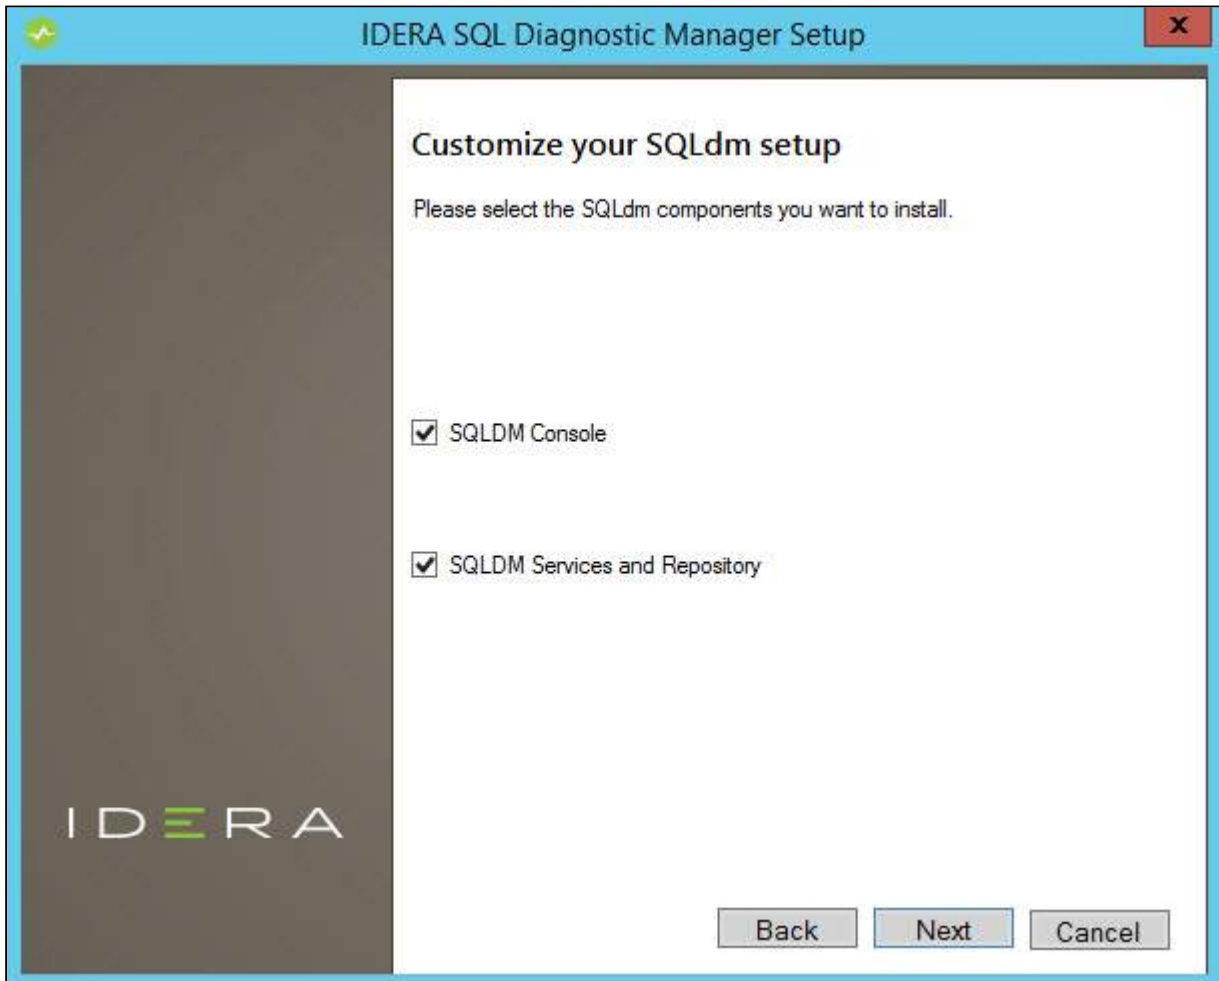 IDERA SQL Diagnostic Manager Setup
x
Customize your SQLdm setup
Please select the SQLdm components you want to install.
SQLDM Console
SQLDM Services and Repository
IDERA
Back
Next
Cancel